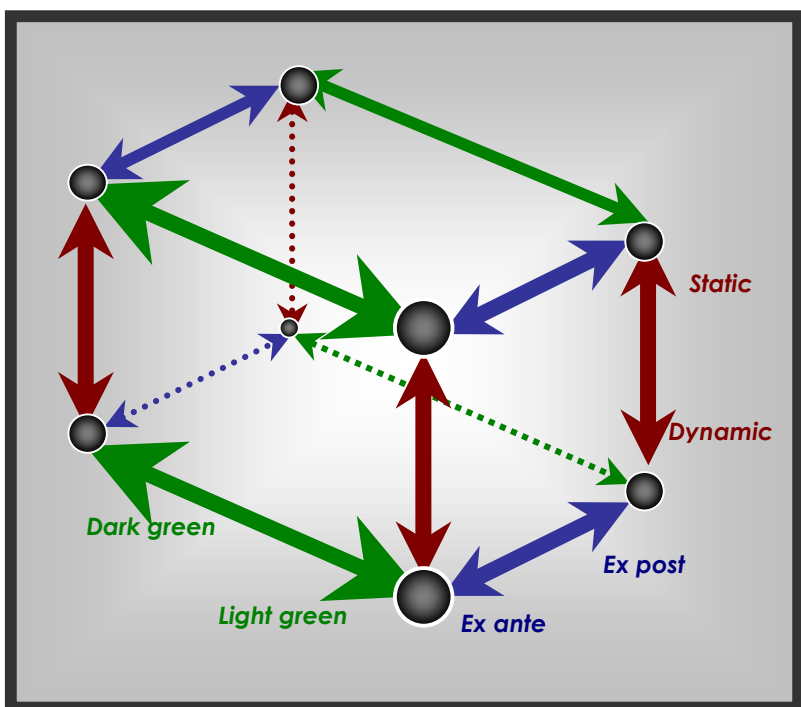 Static
Dynamic
Dark green
Ex post
Light green
Ex ante